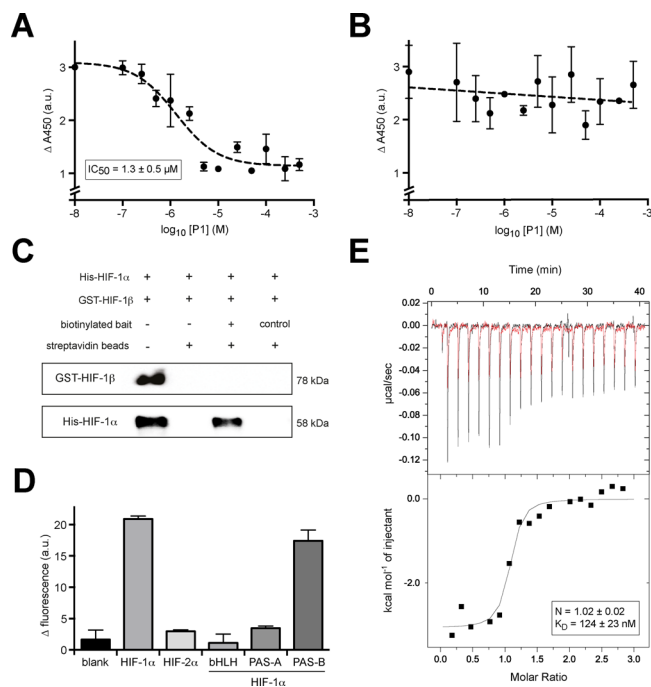 A
Δ A450 (a.u.)
3
2
1
IC50 = 1.3 ± 0.5 µM
-8 -7 -6 -5 -4 -3
log10 [P1] (M)
B
Δ A450 (a.u.)
3
2
1
-8 -7 -6 -5 -4 -3
log10 [P1] (M)
C
His-HIF-1α + + + +
GST-HIF-1β + + + +
biotinylated bait - - + control
streptavidin beads - + + +
GST-HIF-1β 78 kDa
His-HIF-1α 58 kDa
D
Δ fluorescence (a.u.)
20
15
10
5
0
blank HIF-1α HIF-2α bHLH PAS-A PAS-B
HIF-1α
E
Time (min)
0 10 20 30 40
µcal/sec
0.02
0.00
-0.02
-0.04
-0.06
-0.08
-0.10
-0.12
kcal mol-1 of injectant
0.0
-2.0
N = 1.02 ± 0.02
KD = 124 ± 23 nM
0.0 0.5 1.0 1.5 2.0 2.5 3.0
Molar Ratio